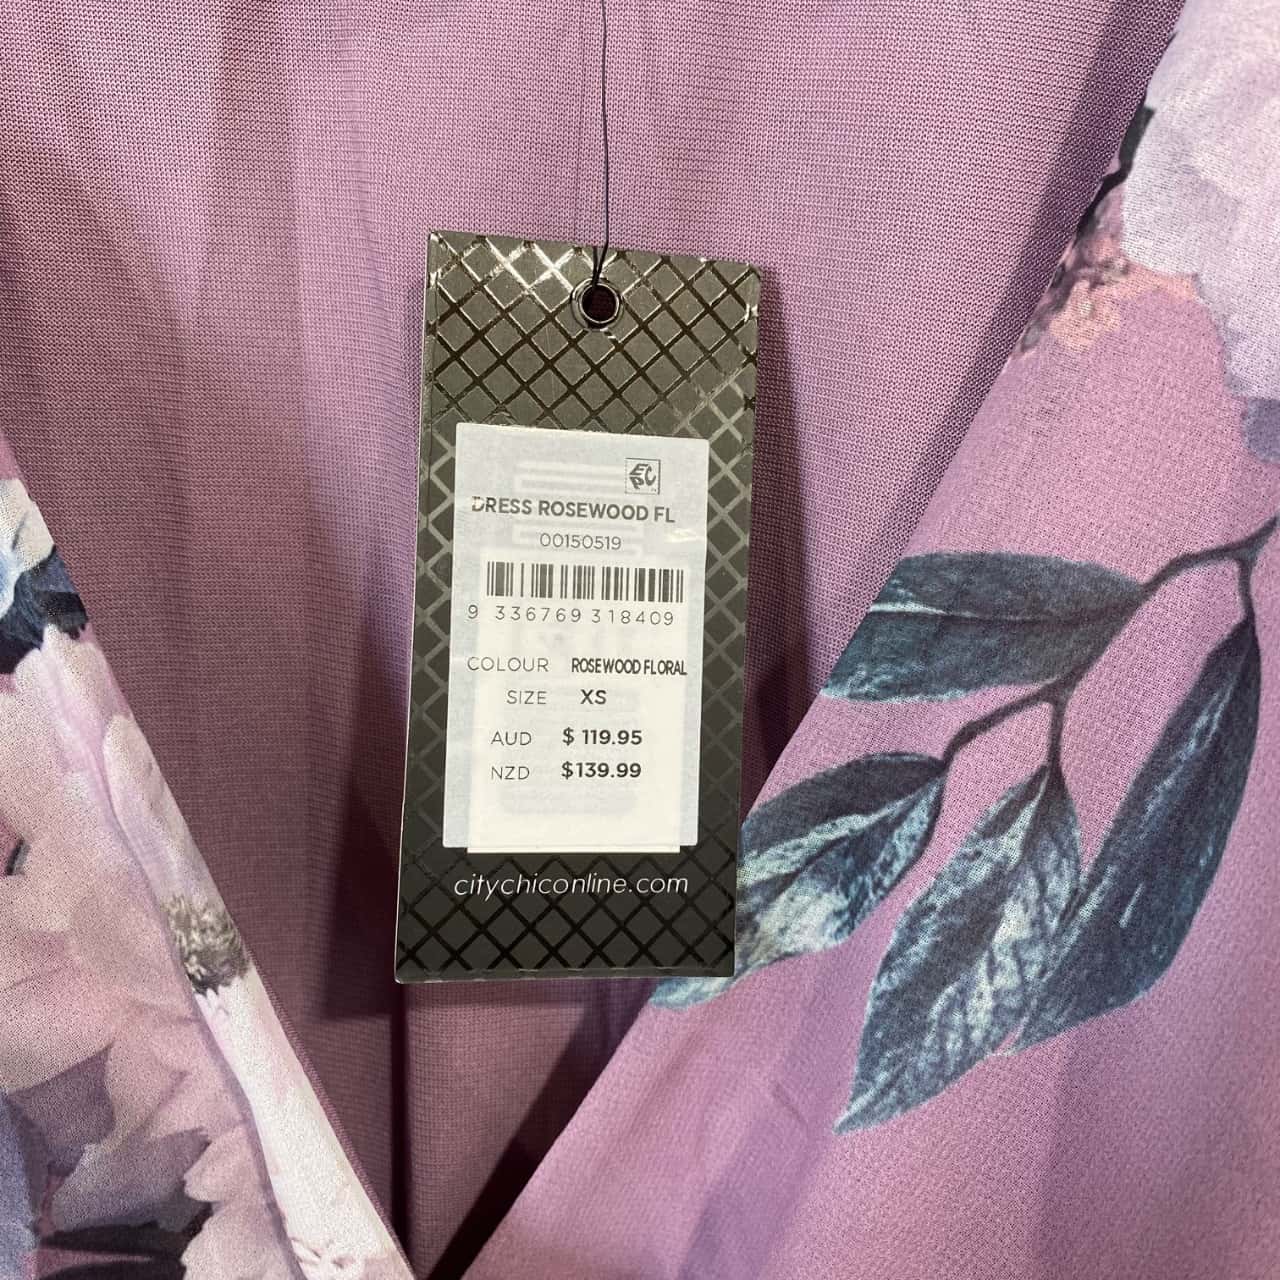 EPC
DRESS ROSEWOOD FL
00150519
9 336769 318409
COLOUR ROSEWOOD FLORAL
SIZE XS
AUD $ 119.95
NZD $139.99
citychiconline.com